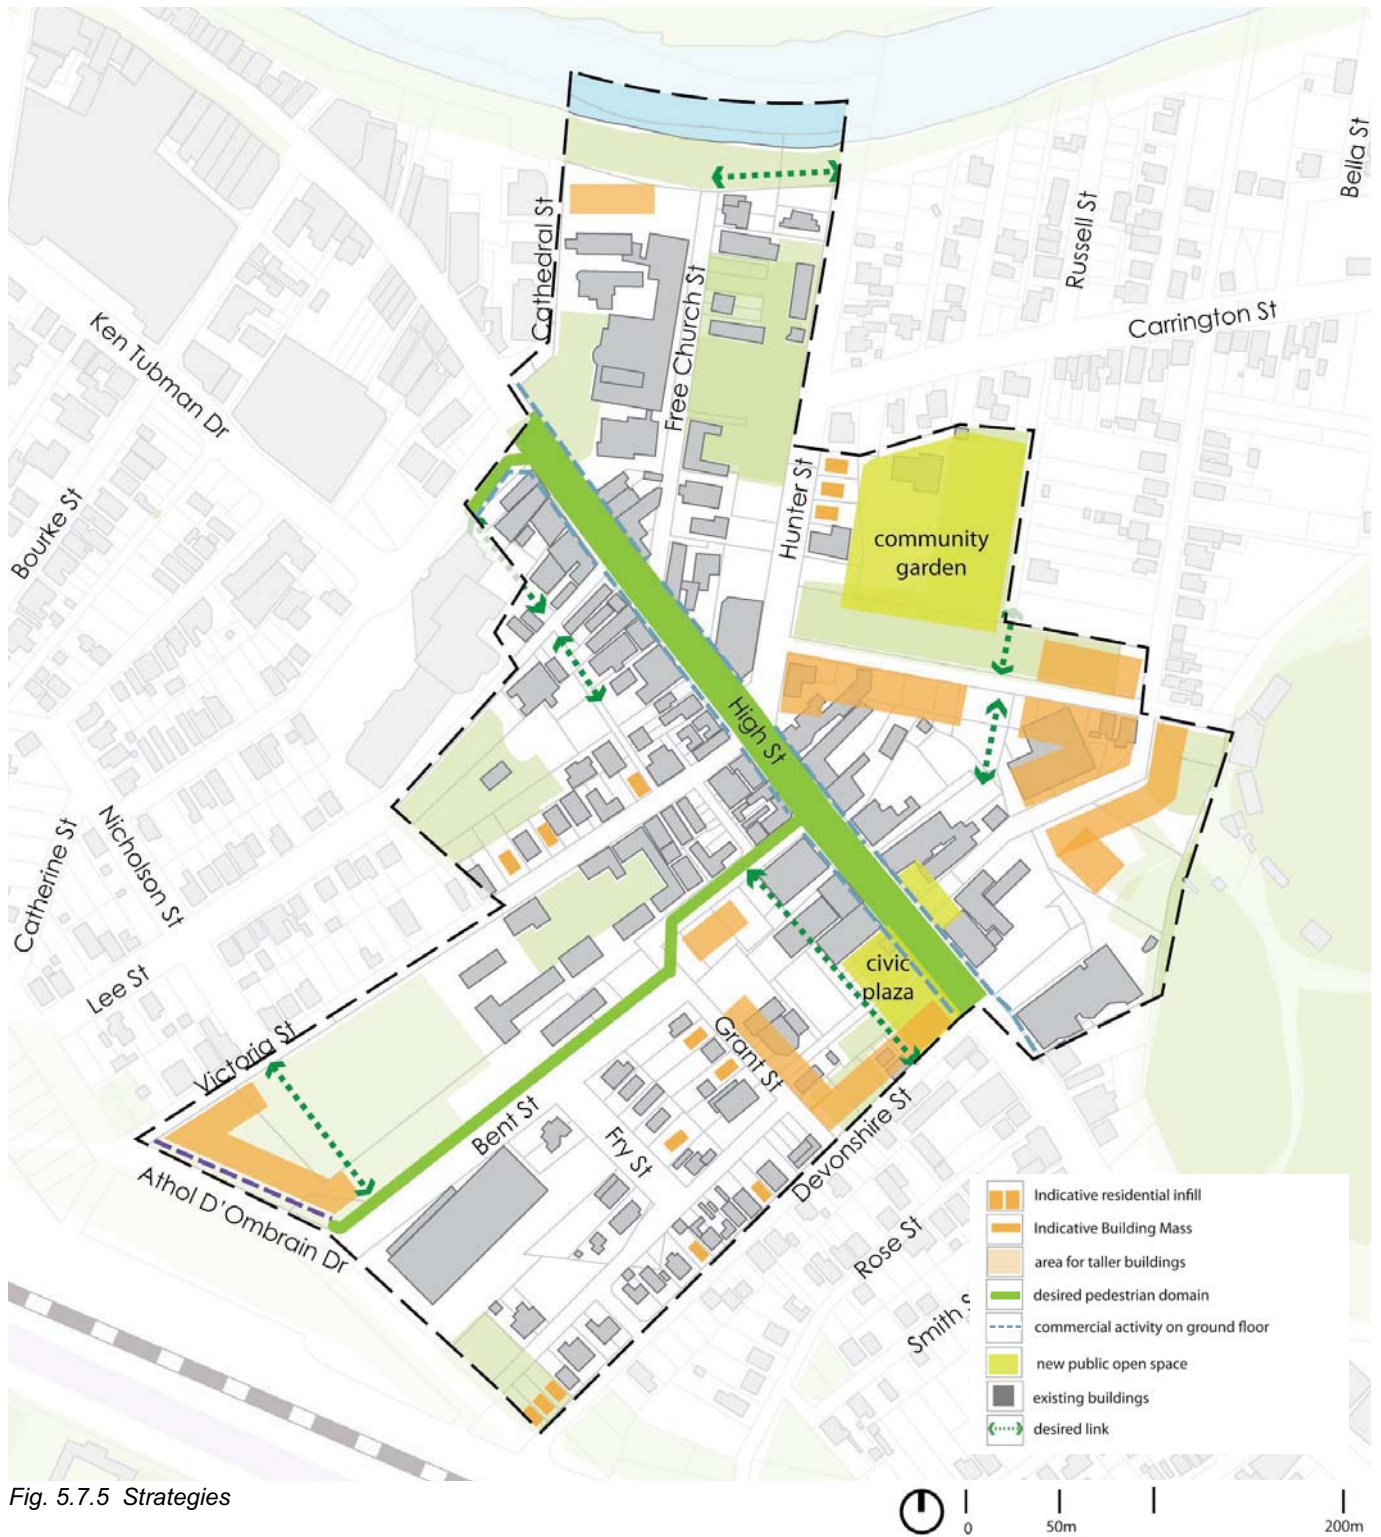 Bella St
Russell St
Cathedral St
Free Church St
Carrington St
Ken Tubman Dr
Hunter St
Bourke St
community
garden
High St
Nicholson St
Catherine St
Lee St
civic
plaza
Victoria St
Grant St
Bent St
Fry St
Devonshire St
Athol D'Ombrain Dr
Rose St
Smith S
Indicative residential infill
Indicative Building Mass
area for taller buildings
desired pedestrian domain
commercial activity on ground floor
new public open space
existing buildings
desired link
Fig. 5.7.5 Strategies
0 50m 200m